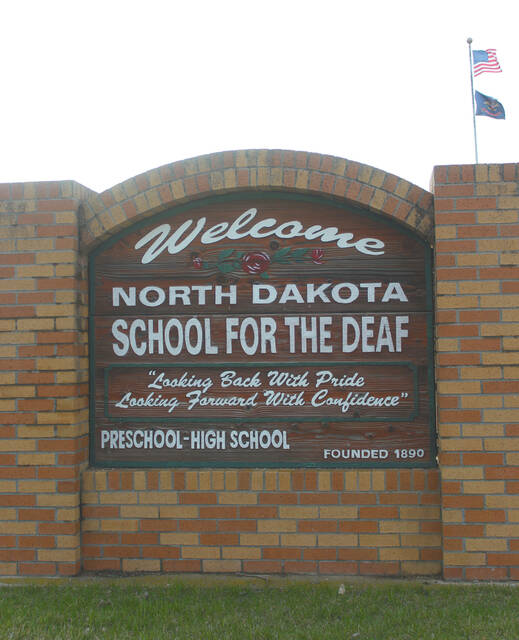 Welcome
NORTH DAKOTA
SCHOOL FOR THE DEAF
"Looking Back With Pride
Looking Forward With Confidence"
PRESCHOOL-HIGH SCHOOL
FOUNDED 1890